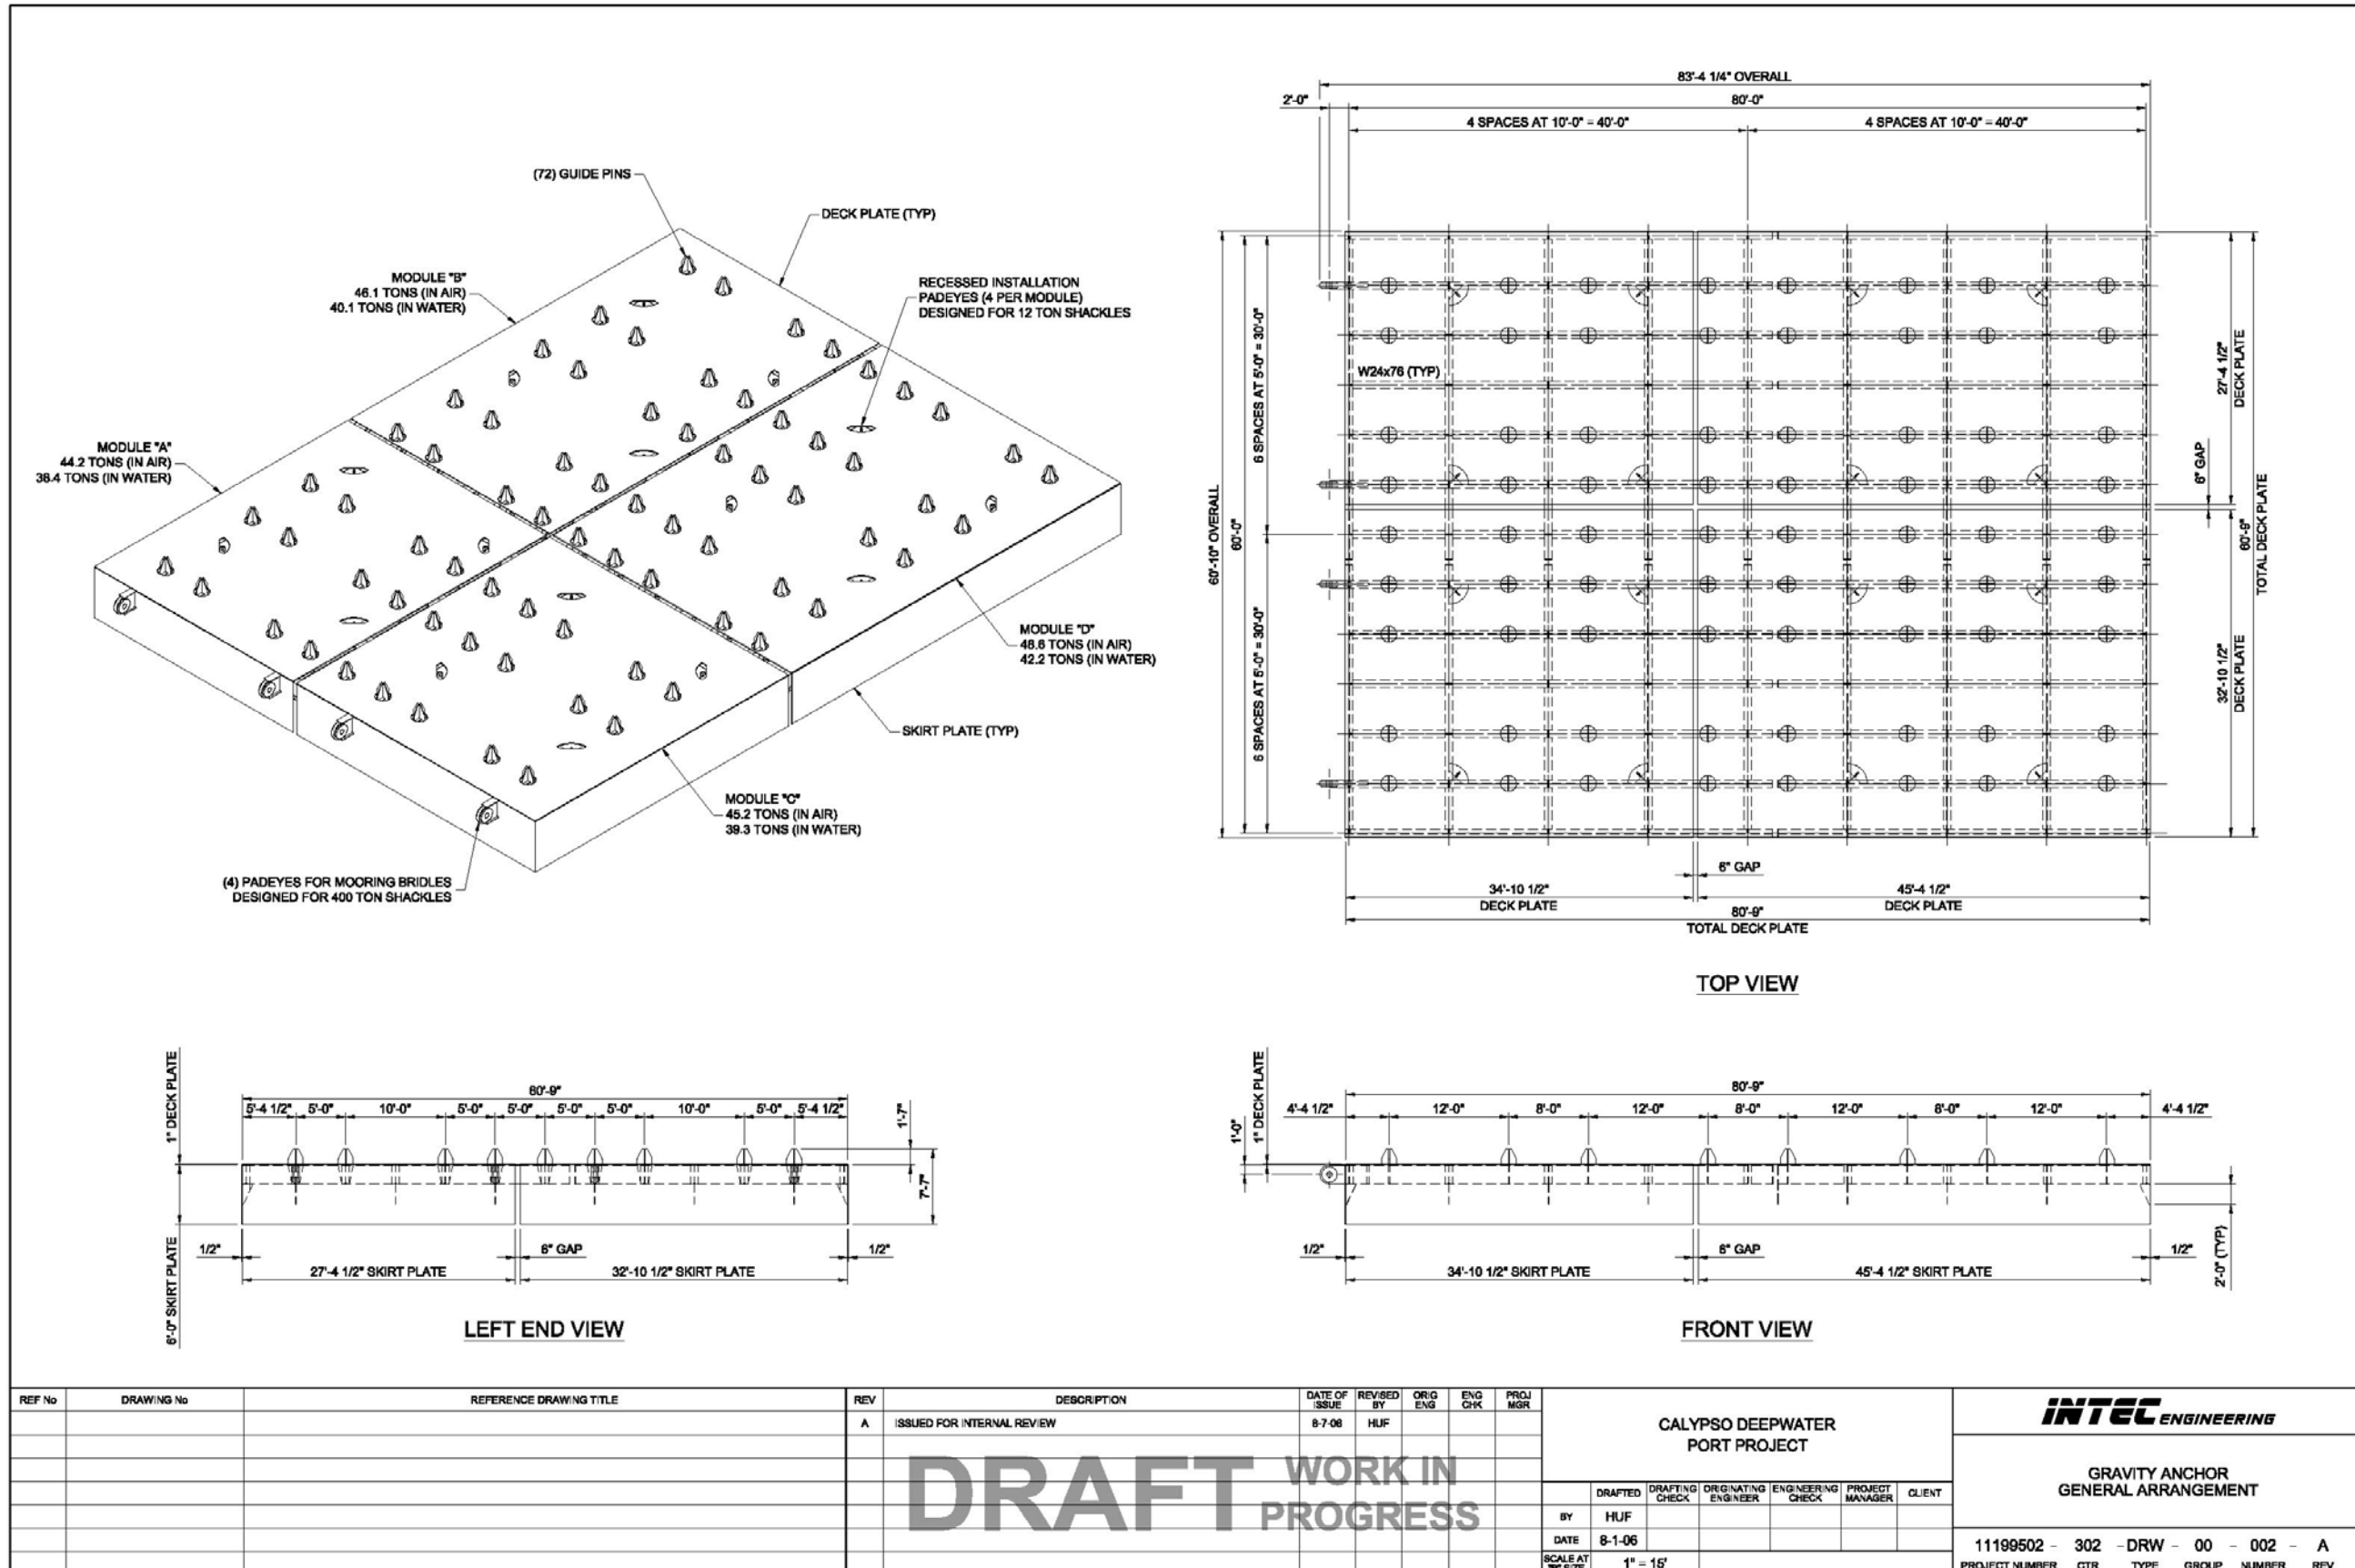 (72) GUIDE PINS
DECK PLATE (TYP)
MODULE "B"
46.1 TONS (IN AIR)
40.1 TONS (IN WATER)
RECESSED INSTALLATION
PADEYES (4 PER MODULE)
DESIGNED FOR 12 TON SHACKLES
MODULE "A"
44.2 TONS (IN AIR)
38.4 TONS (IN WATER)
MODULE "D"
48.6 TONS (IN AIR)
42.2 TONS (IN WATER)
SKIRT PLATE (TYP)
MODULE "C"
45.2 TONS (IN AIR)
39.3 TONS (IN WATER)
(4) PADEYES FOR MOORING BRIDLES
DESIGNED FOR 400 TON SHACKLES
83'-4 1/4" OVERALL
2'-0"
80'-0"
4 SPACES AT 10'-0" = 40'-0"
4 SPACES AT 10'-0" = 40'-0"
60'-10" OVERALL
60'-0"
6 SPACES AT 5'-0" = 30'-0"
6 SPACES AT 5'-0" = 30'-0"
W24x76 (TYP)
27'-4 1/2"
DECK PLATE
6" GAP
60'-9"
TOTAL DECK PLATE
32'-10 1/2"
DECK PLATE
6" GAP
34'-10 1/2"
DECK PLATE
45'-4 1/2"
DECK PLATE
80'-9"
TOTAL DECK PLATE
TOP VIEW
1" DECK PLATE
6'-0" SKIRT PLATE
60'-9"
5'-4 1/2"
5'-0"
10'-0"
5'-0"
5'-0"
5'-0"
5'-0"
10'-0"
5'-0"
5'-4 1/2"
1'-7"
7'-7"
1/2"
6" GAP
1/2"
27'-4 1/2" SKIRT PLATE
32'-10 1/2" SKIRT PLATE
LEFT END VIEW
1'-0"
1" DECK PLATE
80'-9"
4'-4 1/2"
12'-0"
8'-0"
12'-0"
8'-0"
12'-0"
8'-0"
12'-0"
4'-4 1/2"
1/2"
6" GAP
1/2"
2'-0" (TYP)
34'-10 1/2" SKIRT PLATE
45'-4 1/2" SKIRT PLATE
FRONT VIEW
REF No
DRAWING No
REFERENCE DRAWING TITLE
REV
DESCRIPTION
DATE OF ISSUE
REVISED BY
ORIG ENG
ENG CHK
PROJ MGR
A
ISSUED FOR INTERNAL REVIEW
8-7-06
HUF
DRAFT
WORK IN
PROGRESS
CALYPSO DEEPWATER
PORT PROJECT
DRAFTED
DRAFTING CHECK
ORIGINATING ENGINEER
ENGINEERING CHECK
PROJECT MANAGER
CLIENT
BY
HUF
DATE
8-1-06
SCALE AT
1" = 15'
INTEC ENGINEERING
GRAVITY ANCHOR
GENERAL ARRANGEMENT
11199502 - 302 - DRW - 00 - 002 - A
PROJECT NUMBER CTR TYPE GROUP NUMBER REV